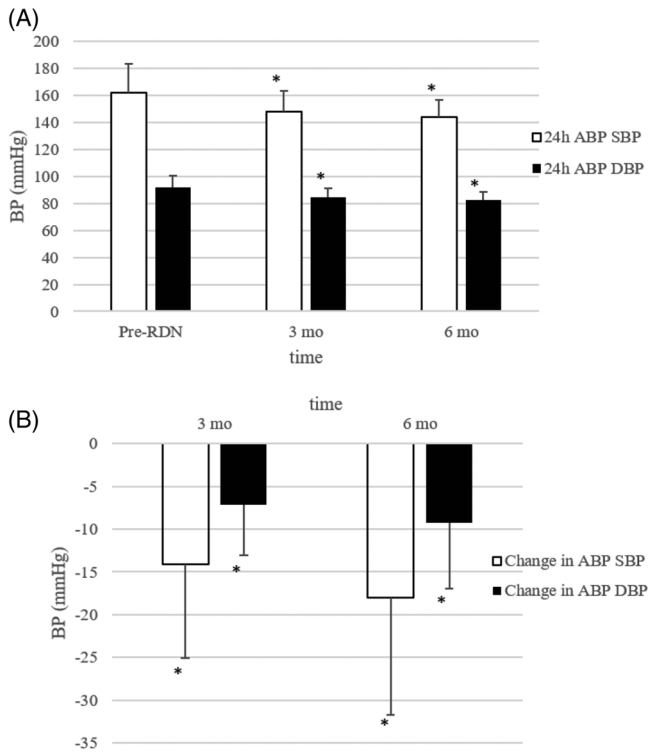 (A)
200
180
160
140
120
100
80
60
40
20
0
BP (mmHg)
* * * *
24h ABP SBP
24h ABP DBP
Pre-RDN 3 mo 6 mo
time
(B)
time
3 mo 6 mo
0
-5
-10
-15
-20
-25
-30
-35
BP (mmHg)
* * * *
Change in ABP SBP
Change in ABP DBP